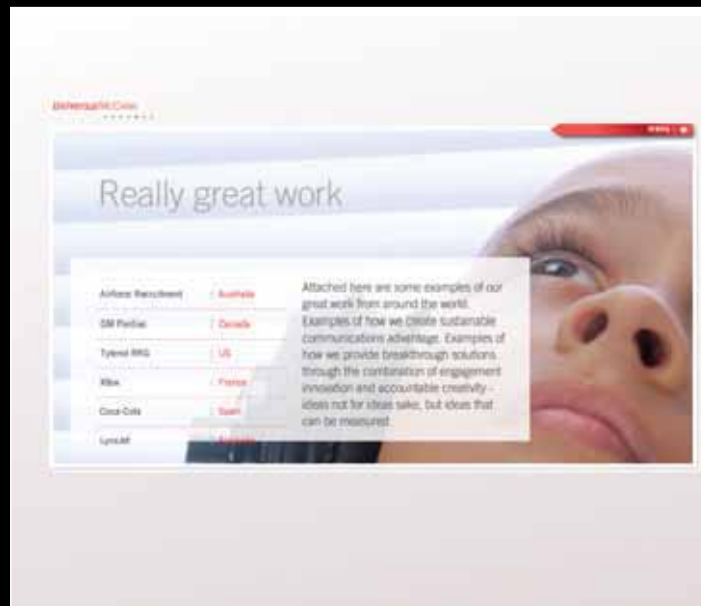 Universal McCann
Really great work
Airforce Recruitment | Australia
GM Pontiac | Canada
Tylenol RRG | US
XBox | France
Coca-Cola | Spain
Attached here are some examples of our
great work from around the world.
Examples of how we create sustainable
communications advantage. Examples of
how we provide breakthrough solutions
through the combination of engagement
innovation and accountable creativity -
ideas not for ideas sake, but ideas that
can be measured.